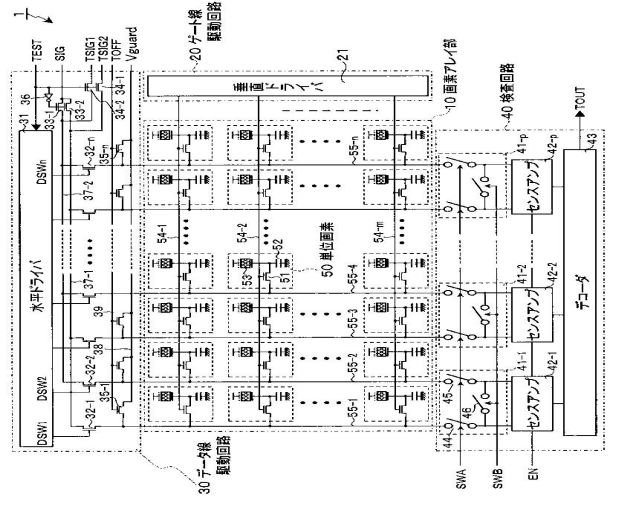 1
TEST
SIG
TSIG1
TSIG2
TOFF
Vguard
36
33-1
33-2
34-1
34-2
31
水平ドライバ
DSWn
DSW2
DSW1
32-n
35-n
37-2
37-1
39
38
32-2
35-1
32-1
30 データ線
駆動回路
20 ゲート線
駆動回路
垂直ドライバ
21
10 画素アレイ部
54-1
54-2
54-m
53
52
51
50 単位画素
55-n
55-4
55-3
55-2
55-1
40 検査回路
41-p
42-p
センスアンプ
41-2
42-2
センスアンプ
41-1
42-1
センスアンプ
44
45
46
SWA
SWB
EN
デコーダ
43
TOUT